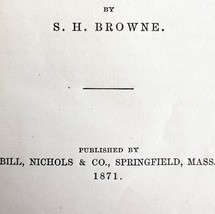 BY
S. H. BROWNE.
PUBLISHED BY
BILL, NICHOLS & CO., SPRINGFIELD, MASS.
1871.